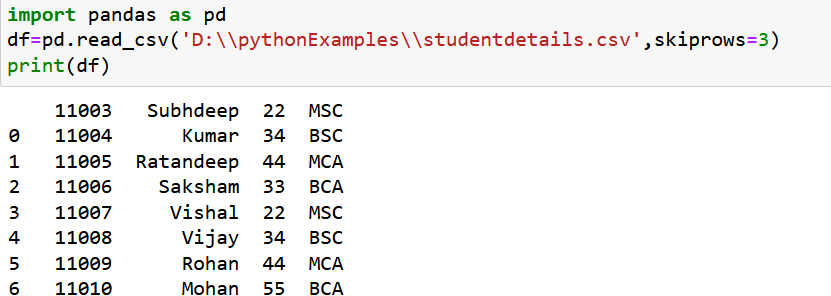 import pandas as pd
df=pd.read_csv('D:\\pythonExamples\\studentdetails.csv',skiprows=3)
print(df)
11003 Subhdeep 22 MSC
0 11004 Kumar 34 BSC
1 11005 Ratandeep 44 MCA
2 11006 Saksham 33 BCA
3 11007 Vishal 22 MSC
4 11008 Vijay 34 BSC
5 11009 Rohan 44 MCA
6 11010 Mohan 55 BCA